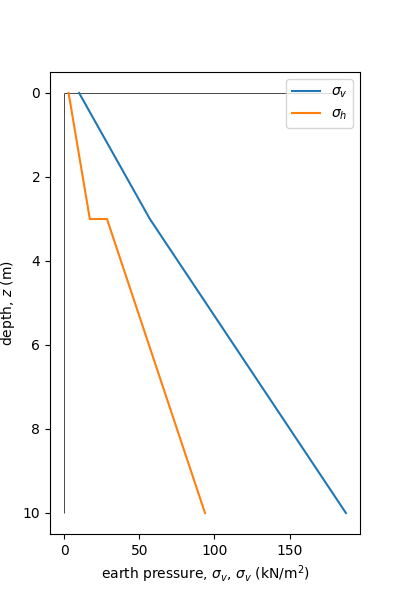 σv
σh
0
2
4
6
8
10
depth, z (m)
0
50
100
150
earth pressure, σv, σv (kN/m²)